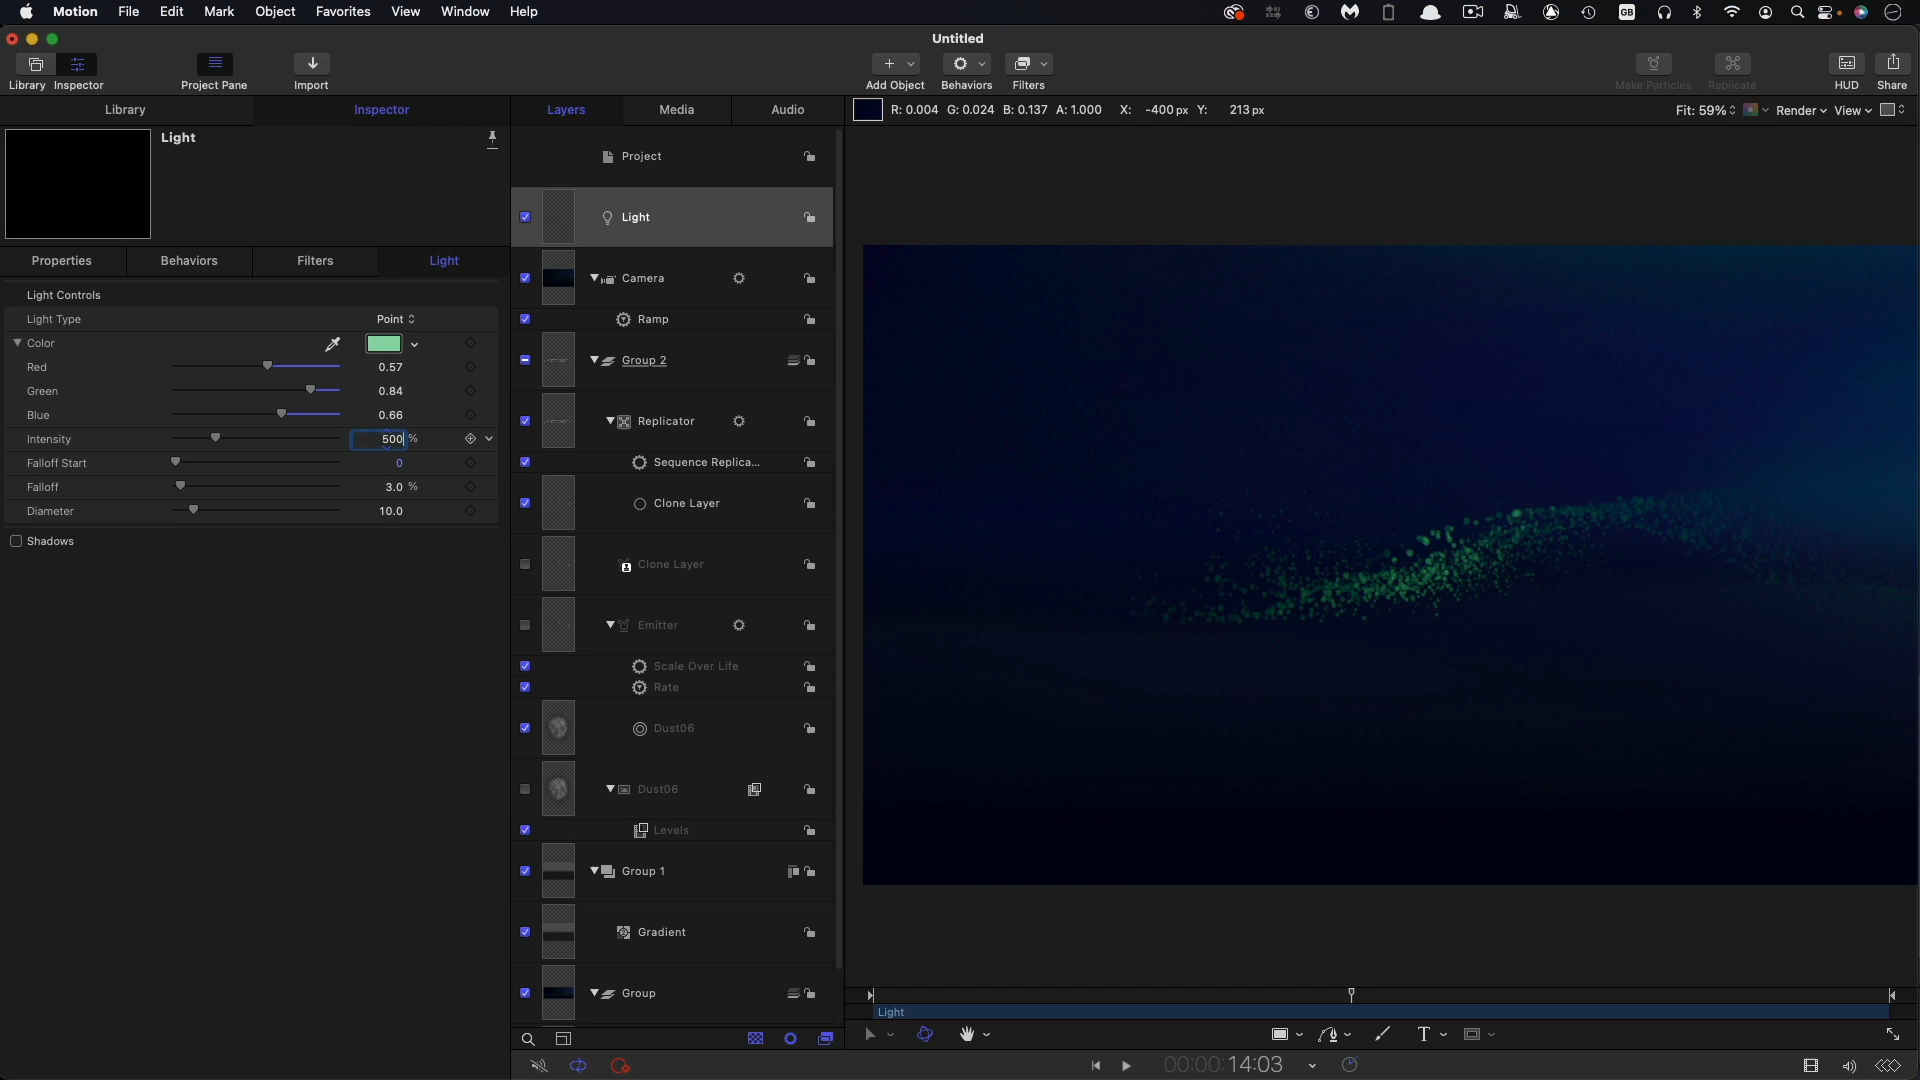 Motion File Edit Mark Object Favorites View Window Help
GB
Untitled
Library Inspector Project Pane Import Add Object Behaviors Filters Make Particles Replicate HUD Share
Library Inspector Layers Media Audio R: 0.004 G: 0.024 B: 0.137 A: 1.000 X: -400 px Y: 213 px Fit: 59% Render View
Light
Properties Behaviors Filters Light
Light Controls
Light Type Point
Color
Red 0.57
Green 0.84
Blue 0.66
Intensity 500 %
Falloff Start 0
Falloff 3.0 %
Diameter 10.0
Shadows
Project
Light
Camera
Ramp
Group 2
Replicator
Sequence Replica...
Clone Layer
Clone Layer
Emitter
Scale Over Life
Rate
Dust06
Dust06
Levels
Group 1
Gradient
Group
Light
T
00:00:14:03